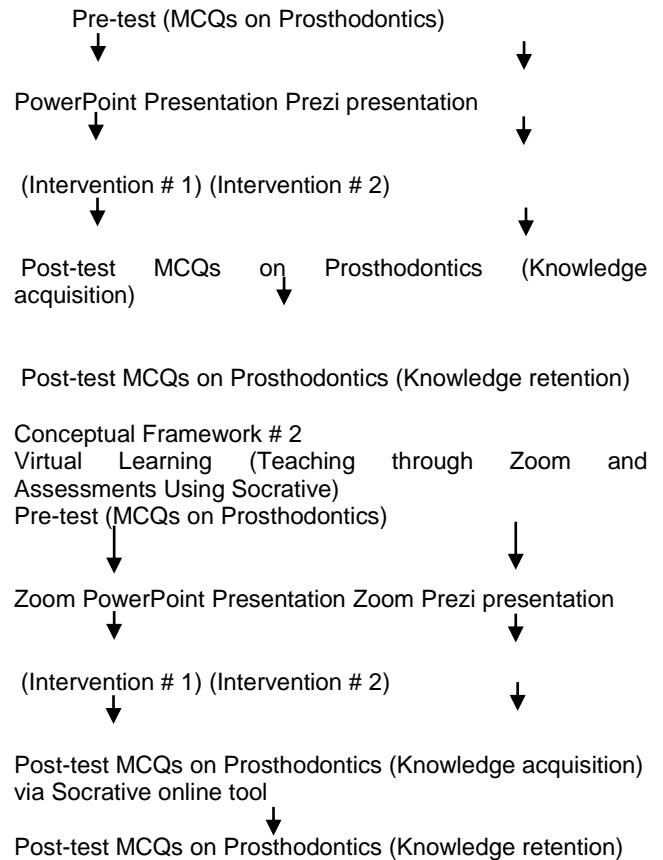 Pre-test (MCQs on Prosthodontics)
PowerPoint Presentation Prezi presentation
(Intervention # 1) (Intervention # 2)
Post-test MCQs on Prosthodontics (Knowledge
acquisition)
Post-test MCQs on Prosthodontics (Knowledge retention)
Conceptual Framework # 2
Virtual Learning (Teaching through Zoom and
Assessments Using Socrative)
Pre-test (MCQs on Prosthodontics)
Zoom PowerPoint Presentation Zoom Prezi presentation
(Intervention # 1) (Intervention # 2)
Post-test MCQs on Prosthodontics (Knowledge acquisition)
via Socrative online tool
Post-test MCQs on Prosthodontics (Knowledge retention)